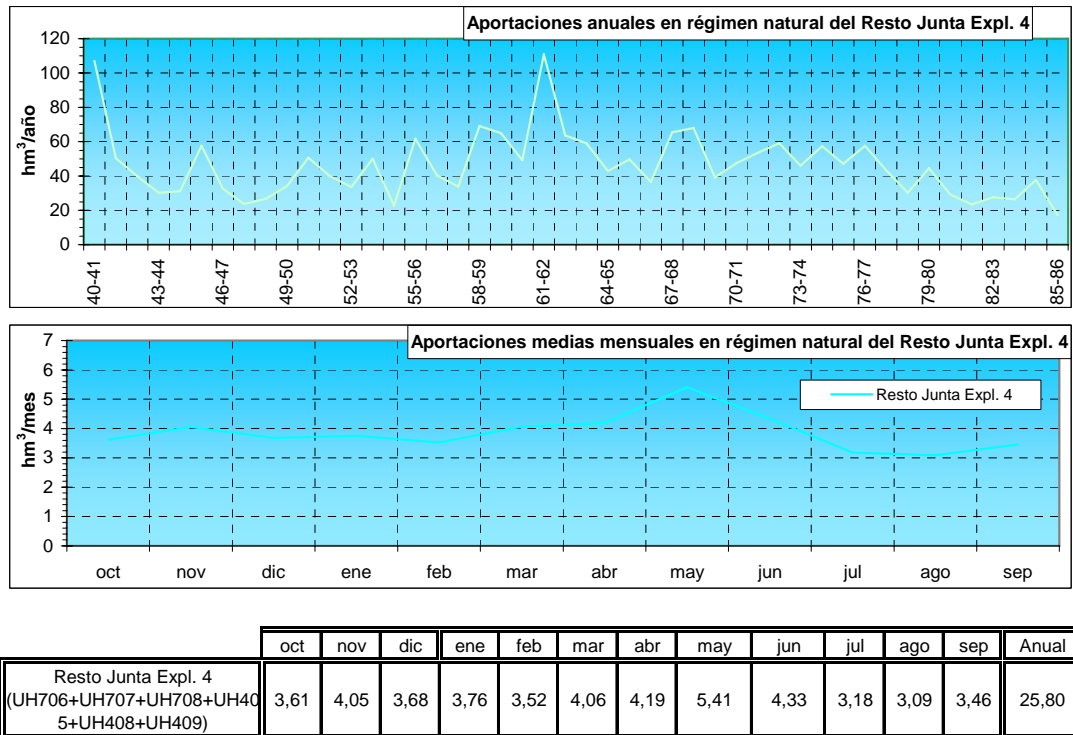 Aportaciones anuales en régimen natural del Resto Junta Expl. 4
hm³/año
120
100
80
60
40
20
0
40-41 43-44 46-47 49-50 52-53 55-56 58-59 61-62 64-65 67-68 70-71 73-74 76-77 79-80 82-83 85-86
Aportaciones medias mensuales en régimen natural del Resto Junta Expl. 4
hm³/mes
7
6
5
4
3
2
1
0
Resto Junta Expl. 4
oct nov dic ene feb mar abr may jun jul ago sep
oct nov dic ene feb mar abr may jun jul ago sep Anual
Resto Junta Expl. 4
(UH706+UH707+UH708+UH40
5+UH408+UH409)
3,61 4,05 3,68 3,76 3,52 4,06 4,19 5,41 4,33 3,18 3,09 3,46 25,80